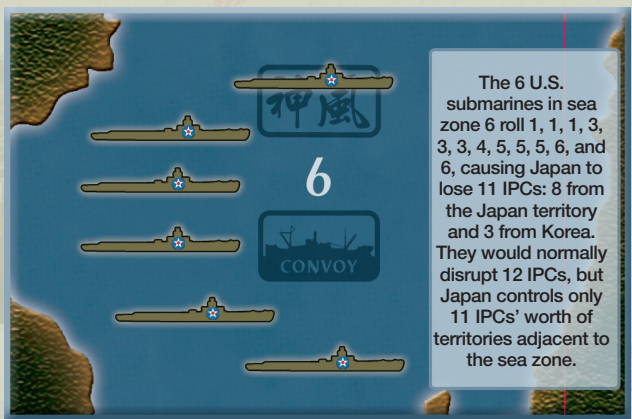 神風
6
CONVOY
The 6 U.S.
submarines in sea
zone 6 roll 1, 1, 1, 3,
3, 3, 4, 5, 5, 5, 6, and
6, causing Japan to
lose 11 IPCs: 8 from
the Japan territory
and 3 from Korea.
They would normally
disrupt 12 IPCs, but
Japan controls only
11 IPCs’ worth of
territories adjacent to
the sea zone.